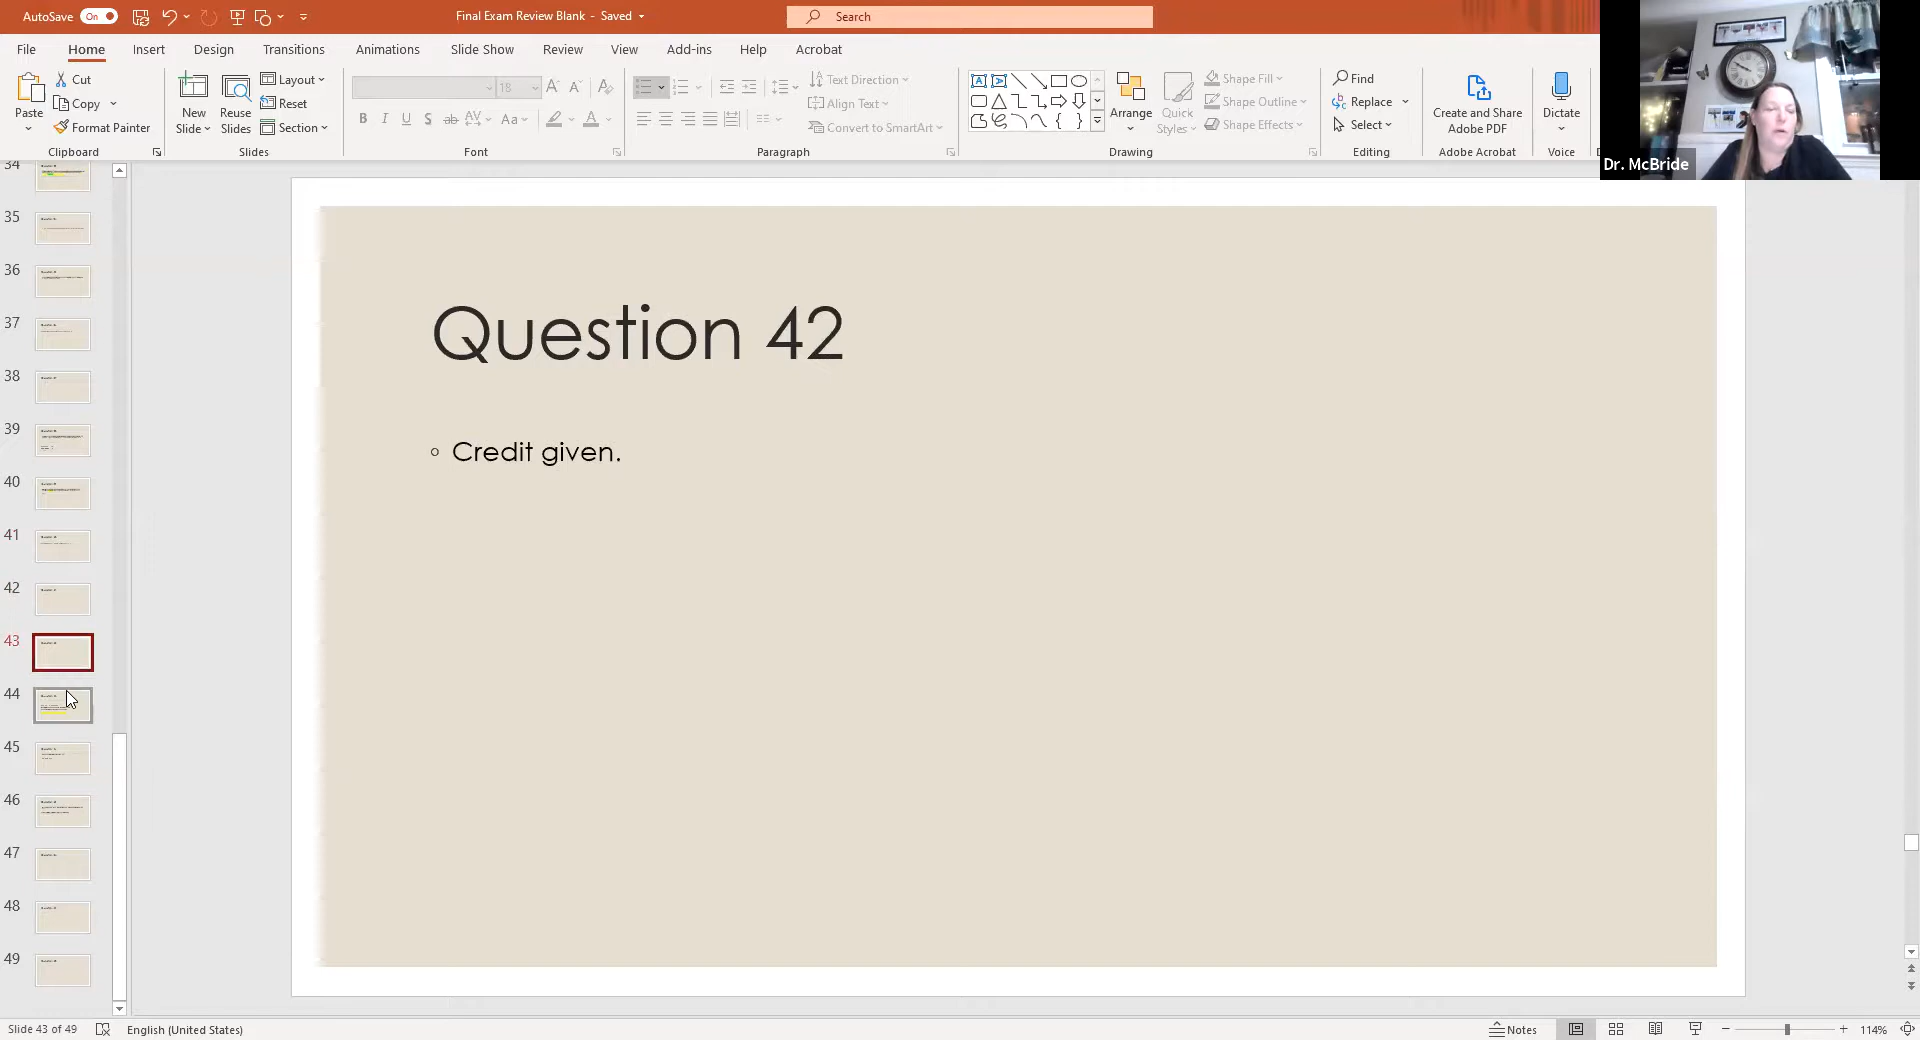 AutoSave On Final Exam Review Blank - Saved Search
File Home Insert Design Transitions Animations Slide Show Review View Add-ins Help Acrobat
Paste
Cut
Copy
Format Painter
Clipboard
New Slide
Reuse Slides
Layout
Reset
Section
Slides
18
B I U S ab AV Aa A
Font
Text Direction
Align Text
Convert to SmartArt
Paragraph
Arrange
Quick Styles
Shape Fill
Shape Outline
Shape Effects
Drawing
Find
Replace
Select
Editing
Create and Share Adobe PDF
Adobe Acrobat
Dictate
Voice
Dr. McBride
34
35
36
37
38
39
40
41
42
43
44
45
46
47
48
49
Question 42
Credit given.
Slide 43 of 49 English (United States) Notes 114%